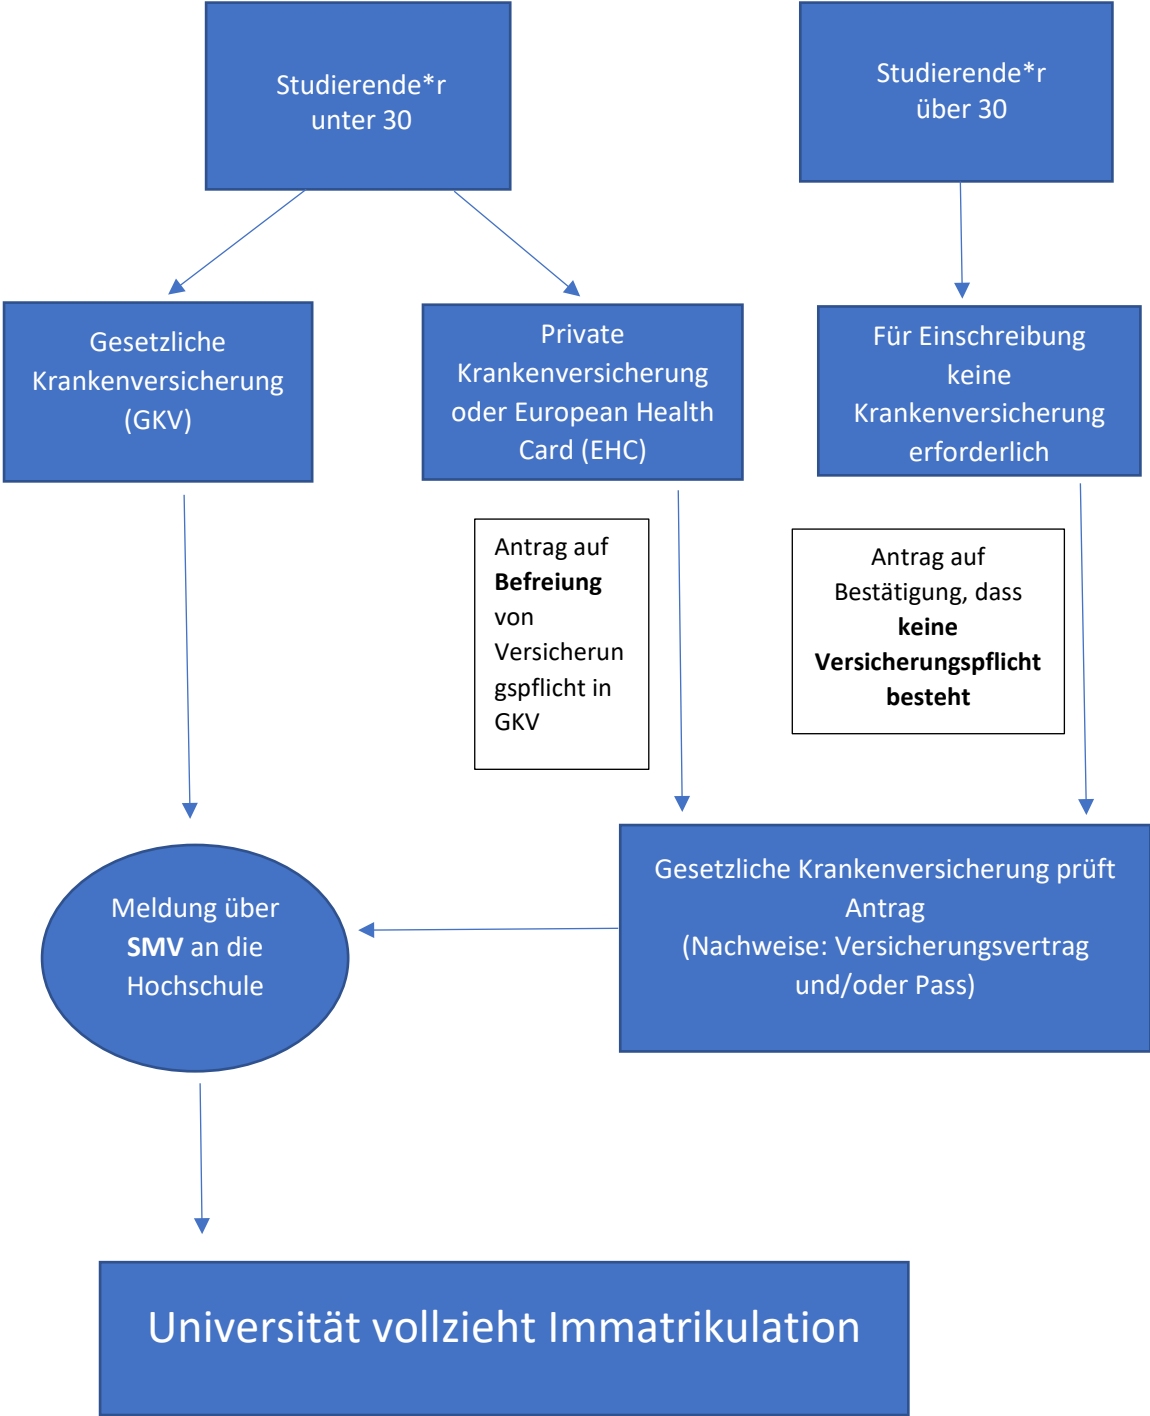 Studierende*r
unter 30
Studierende*r
über 30
Gesetzliche
Krankenversicherung
(GKV)
Private
Krankenversicherung
oder European Health
Card (EHC)
Für Einschreibung
keine
Krankenversicherung
erforderlich
Antrag auf
Befreiung
von
Versicherun
gspflicht in
GKV
Antrag auf
Bestätigung, dass
keine
Versicherungspflicht
besteht
Meldung über
SMV an die
Hochschule
Gesetzliche Krankenversicherung prüft
Antrag
(Nachweise: Versicherungsvertrag
und/oder Pass)
Universität vollzieht Immatrikulation